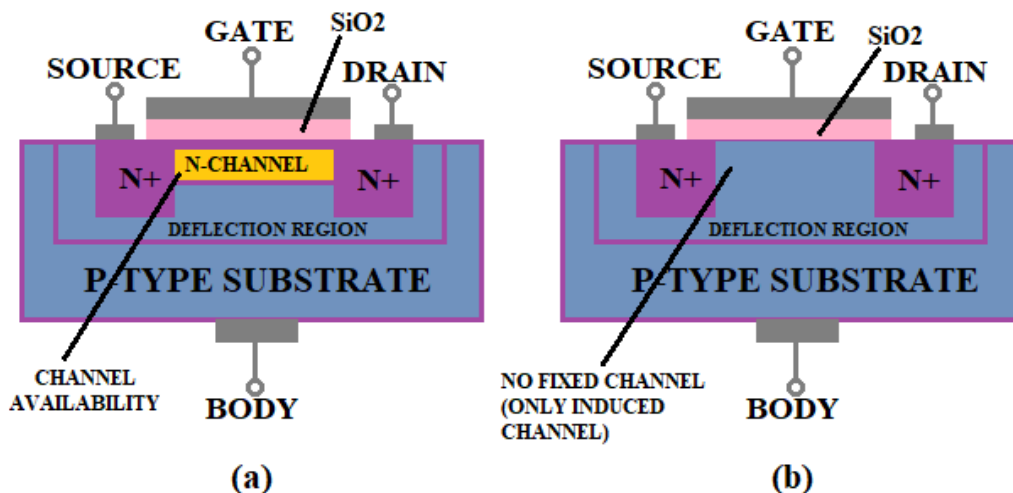 SiO2
GATE
SOURCE
DRAIN
N-CHANNEL
N+
N+
DEFLECTION REGION
P-TYPE SUBSTRATE
CHANNEL
AVAILABILITY
BODY
(a)
SiO2
GATE
SOURCE
DRAIN
N+
N+
DEFLECTION REGION
P-TYPE SUBSTRATE
NO FIXED CHANNEL
(ONLY INDUCED
CHANNEL)
BODY
(b)